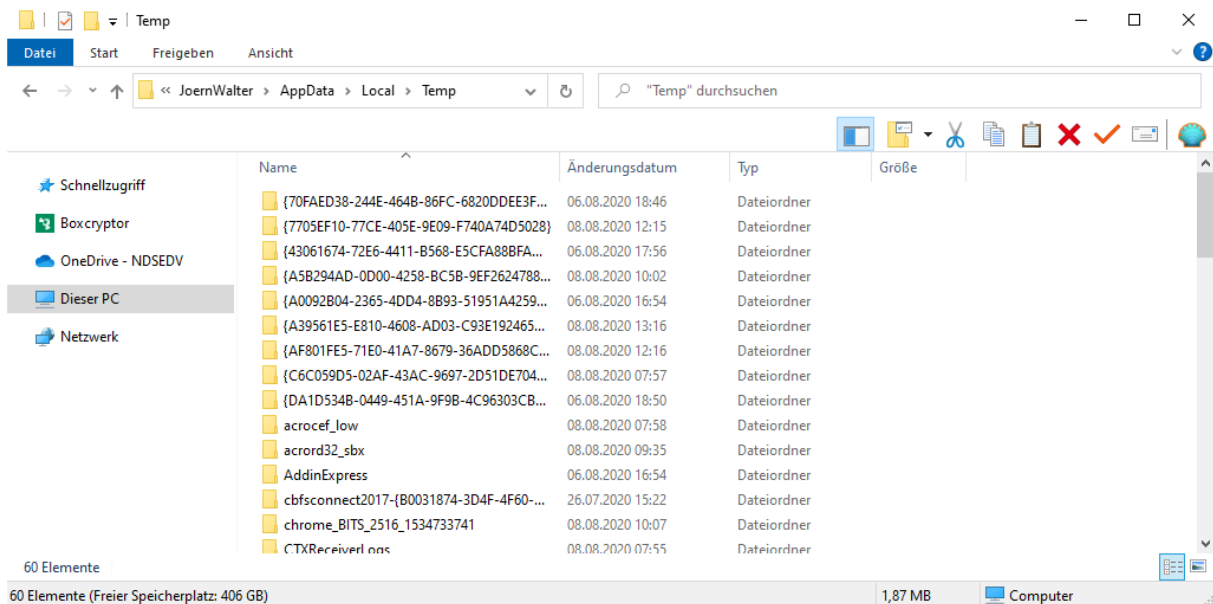 Temp
Datei Start Freigeben Ansicht
« JoernWalter › AppData › Local › Temp "Temp" durchsuchen
Name Änderungsdatum Typ Größe
Schnellzugriff
Boxcryptor
OneDrive - NDSEDV
Dieser PC
Netzwerk
{70FAED38-244E-464B-86FC-6820DDEE3F... 06.08.2020 18:46 Dateiordner
{7705EF10-77CE-405E-9E09-F740A74D5028} 08.08.2020 12:15 Dateiordner
{43061674-72E6-4411-B568-E5CFA88BFA... 06.08.2020 17:56 Dateiordner
{A5B294AD-0D00-4258-BC5B-9EF2624788... 08.08.2020 10:02 Dateiordner
{A0092B04-2365-4DD4-8B93-51951A4259... 06.08.2020 16:54 Dateiordner
{A39561E5-E810-4608-AD03-C93E192465... 08.08.2020 13:16 Dateiordner
{AF801FE5-71E0-41A7-8679-36ADD5868C... 08.08.2020 12:16 Dateiordner
{C6C059D5-02AF-43AC-9697-2D51DE704... 08.08.2020 07:57 Dateiordner
{DA1D534B-0449-451A-9F9B-4C96303CB... 06.08.2020 18:50 Dateiordner
acrocef_low 08.08.2020 07:58 Dateiordner
acrord32_sbx 08.08.2020 09:35 Dateiordner
AddinExpress 06.08.2020 16:54 Dateiordner
cbfsconnect2017-{B0031874-3D4F-4F60-... 26.07.2020 15:22 Dateiordner
chrome_BITS_2516_1534733741 08.08.2020 10:07 Dateiordner
CTXReceiverLogs 08.08.2020 07:55 Dateiordner
60 Elemente
60 Elemente (Freier Speicherplatz: 406 GB) 1,87 MB Computer